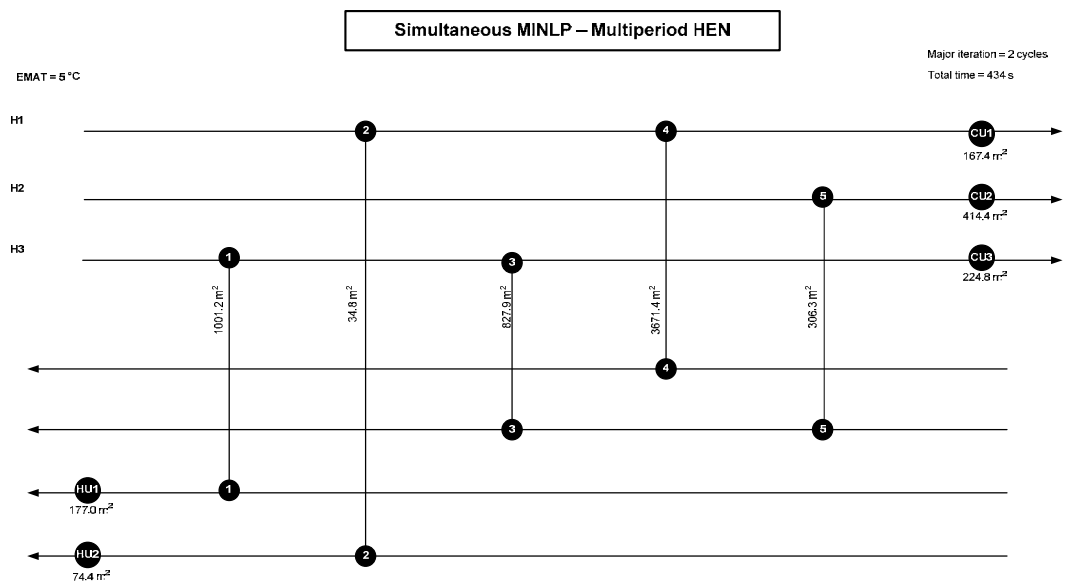 Simultaneous MINLP – Multiperiod HEN
Major iteration = 2 cycles
EMAT = 5 °C
Total time = 434 s
H1
2
4
CU1
167.4 m²
H2
5
CU2
414.4 m²
H3
1
3
CU3
224.8 m²
1001.2 m²
34.8 m²
827.9 m²
3671.4 m²
306.3 m²
4
3
5
HU1
1
177.0 m²
HU2
2
74.4 m²